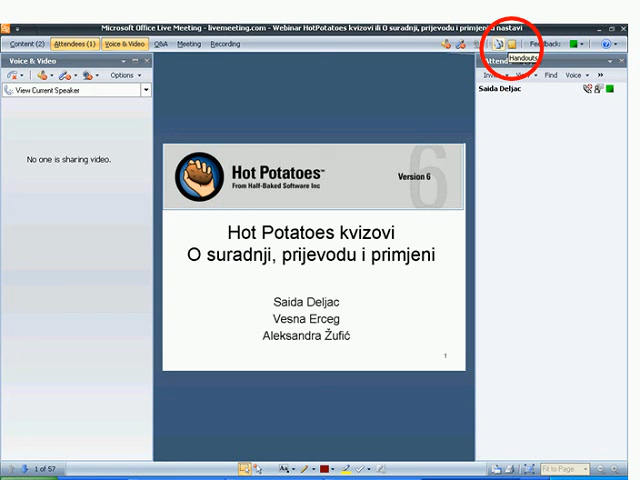 Microsoft Office Live Meeting - livemeeting.com - Webinar HotPotatoes kvizovi ili O suradnji, prijevodu i primjeni u nastavi
Content (2) Attendees (1) Voice & Video Q&A Meeting Recording
Feedback:
Handouts
Voice & Video
Options
Find Voice
View Current Speaker
Saida Deljac
No one is sharing video.
Hot Potatoes™
From Half-Baked Software Inc
Version 6
6
Hot Potatoes kvizovi
O suradnji, prijevodu i primjeni
Saida Deljac
Vesna Erceg
Aleksandra Žufić
1
1 of 57
Fit to Page